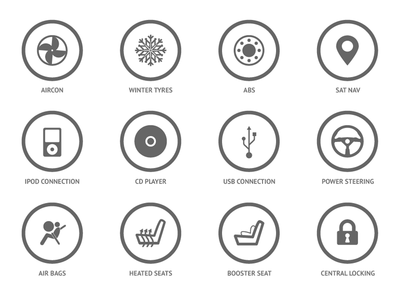 AIRCON
WINTER TYRES
ABS
SAT NAV
IPOD CONNECTION
CD PLAYER
USB CONNECTION
POWER STEERING
AIR BAGS
HEATED SEATS
BOOSTER SEAT
CENTRAL LOCKING